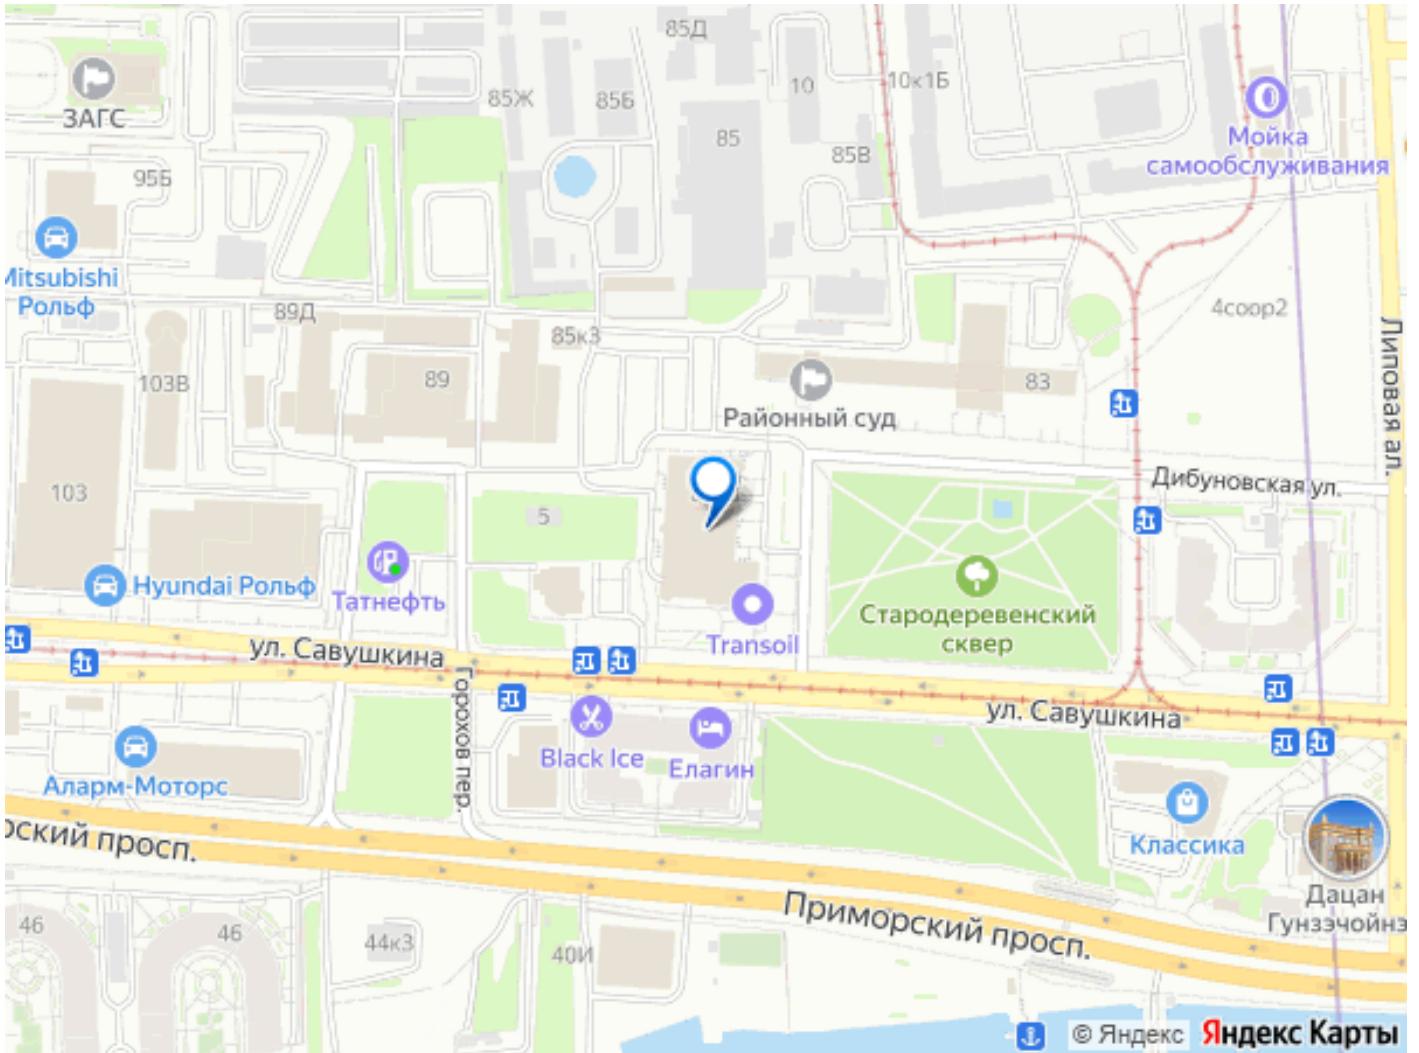 85Д
ЗАГС
85Ж
85Б
10
10к1Б
85
85В
Мойка
самообслуживания
95Б
Mitsubishi
Рольф
89Д
85к3
4соор2
Липовая ал.
103В
89
83
Районный суд
103
5
Дибуновская ул.
Hyundai Рольф
Татнефть
Стародеревенский
сквер
Transoil
ул. Савушкина
Горохов пер.
ул. Савушкина
Black Ice
Елагин
Аларм-Моторс
Классика
рский просп.
Приморский просп.
Дацан
Гунзэчойнэ
46
46
44к3
40И
© Яндекс
Яндекс Карты